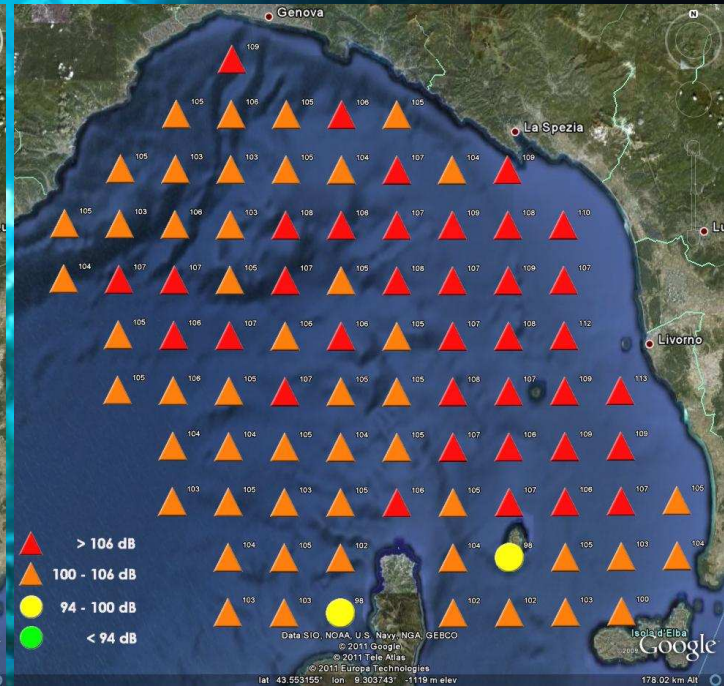 Genova
109
105 106 105 106 105
La Spezia
105 103 103 105 104 107 104 109
105 103 106 103 108 106 107 109 108 110
104 107 107 105 107 105 108 107 109 107
105 106 107 106 106 105 107 108 112
Livorno
105 106 105 107 105 105 108 107 109 113
104 104 105 104 105 107 106 109 109
103 105 103 105 106 105 107 106 107 105
> 106 dB
104 105 102 104 98 105 103 104
100 - 106 dB
94 - 100 dB
103 103 98 102 102 103 100
< 94 dB
Data SIO, NOAA, U.S. Navy, NGA, GEBCO
© 2011 Google
© 2011 Tele Atlas
© 2011 Europa Technologies
Isola d'Elba
Google
lat 43.553155° lon 9.303743° -1119 m elev
178.02 km Alt